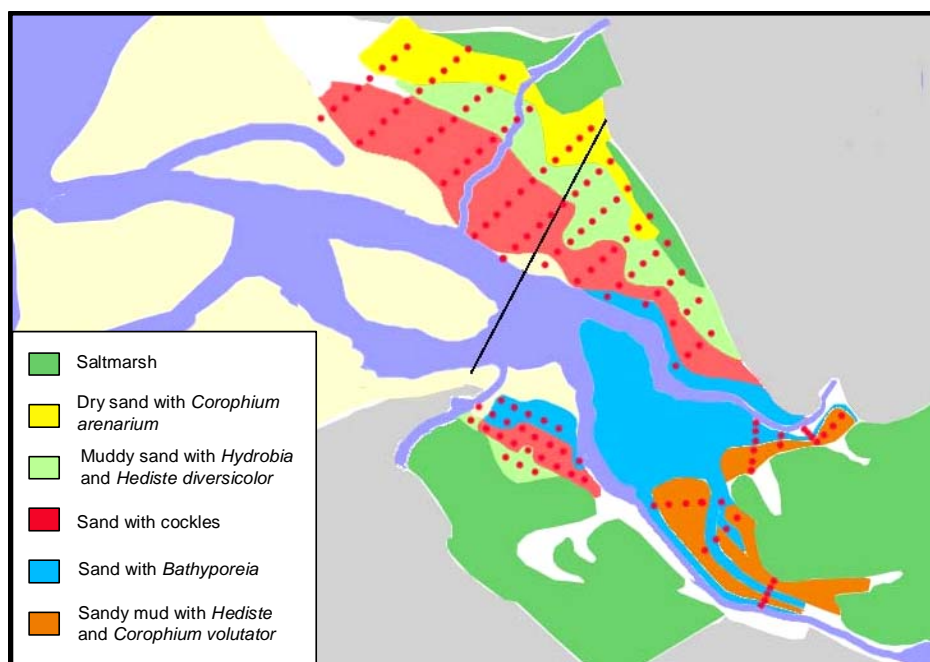 Saltmarsh
Dry sand with Corophium
arenarium
Muddy sand with Hydrobia
and Hediste diversicolor
Sand with cockles
Sand with Bathyporeia
Sandy mud with Hediste
and Corophium volutator